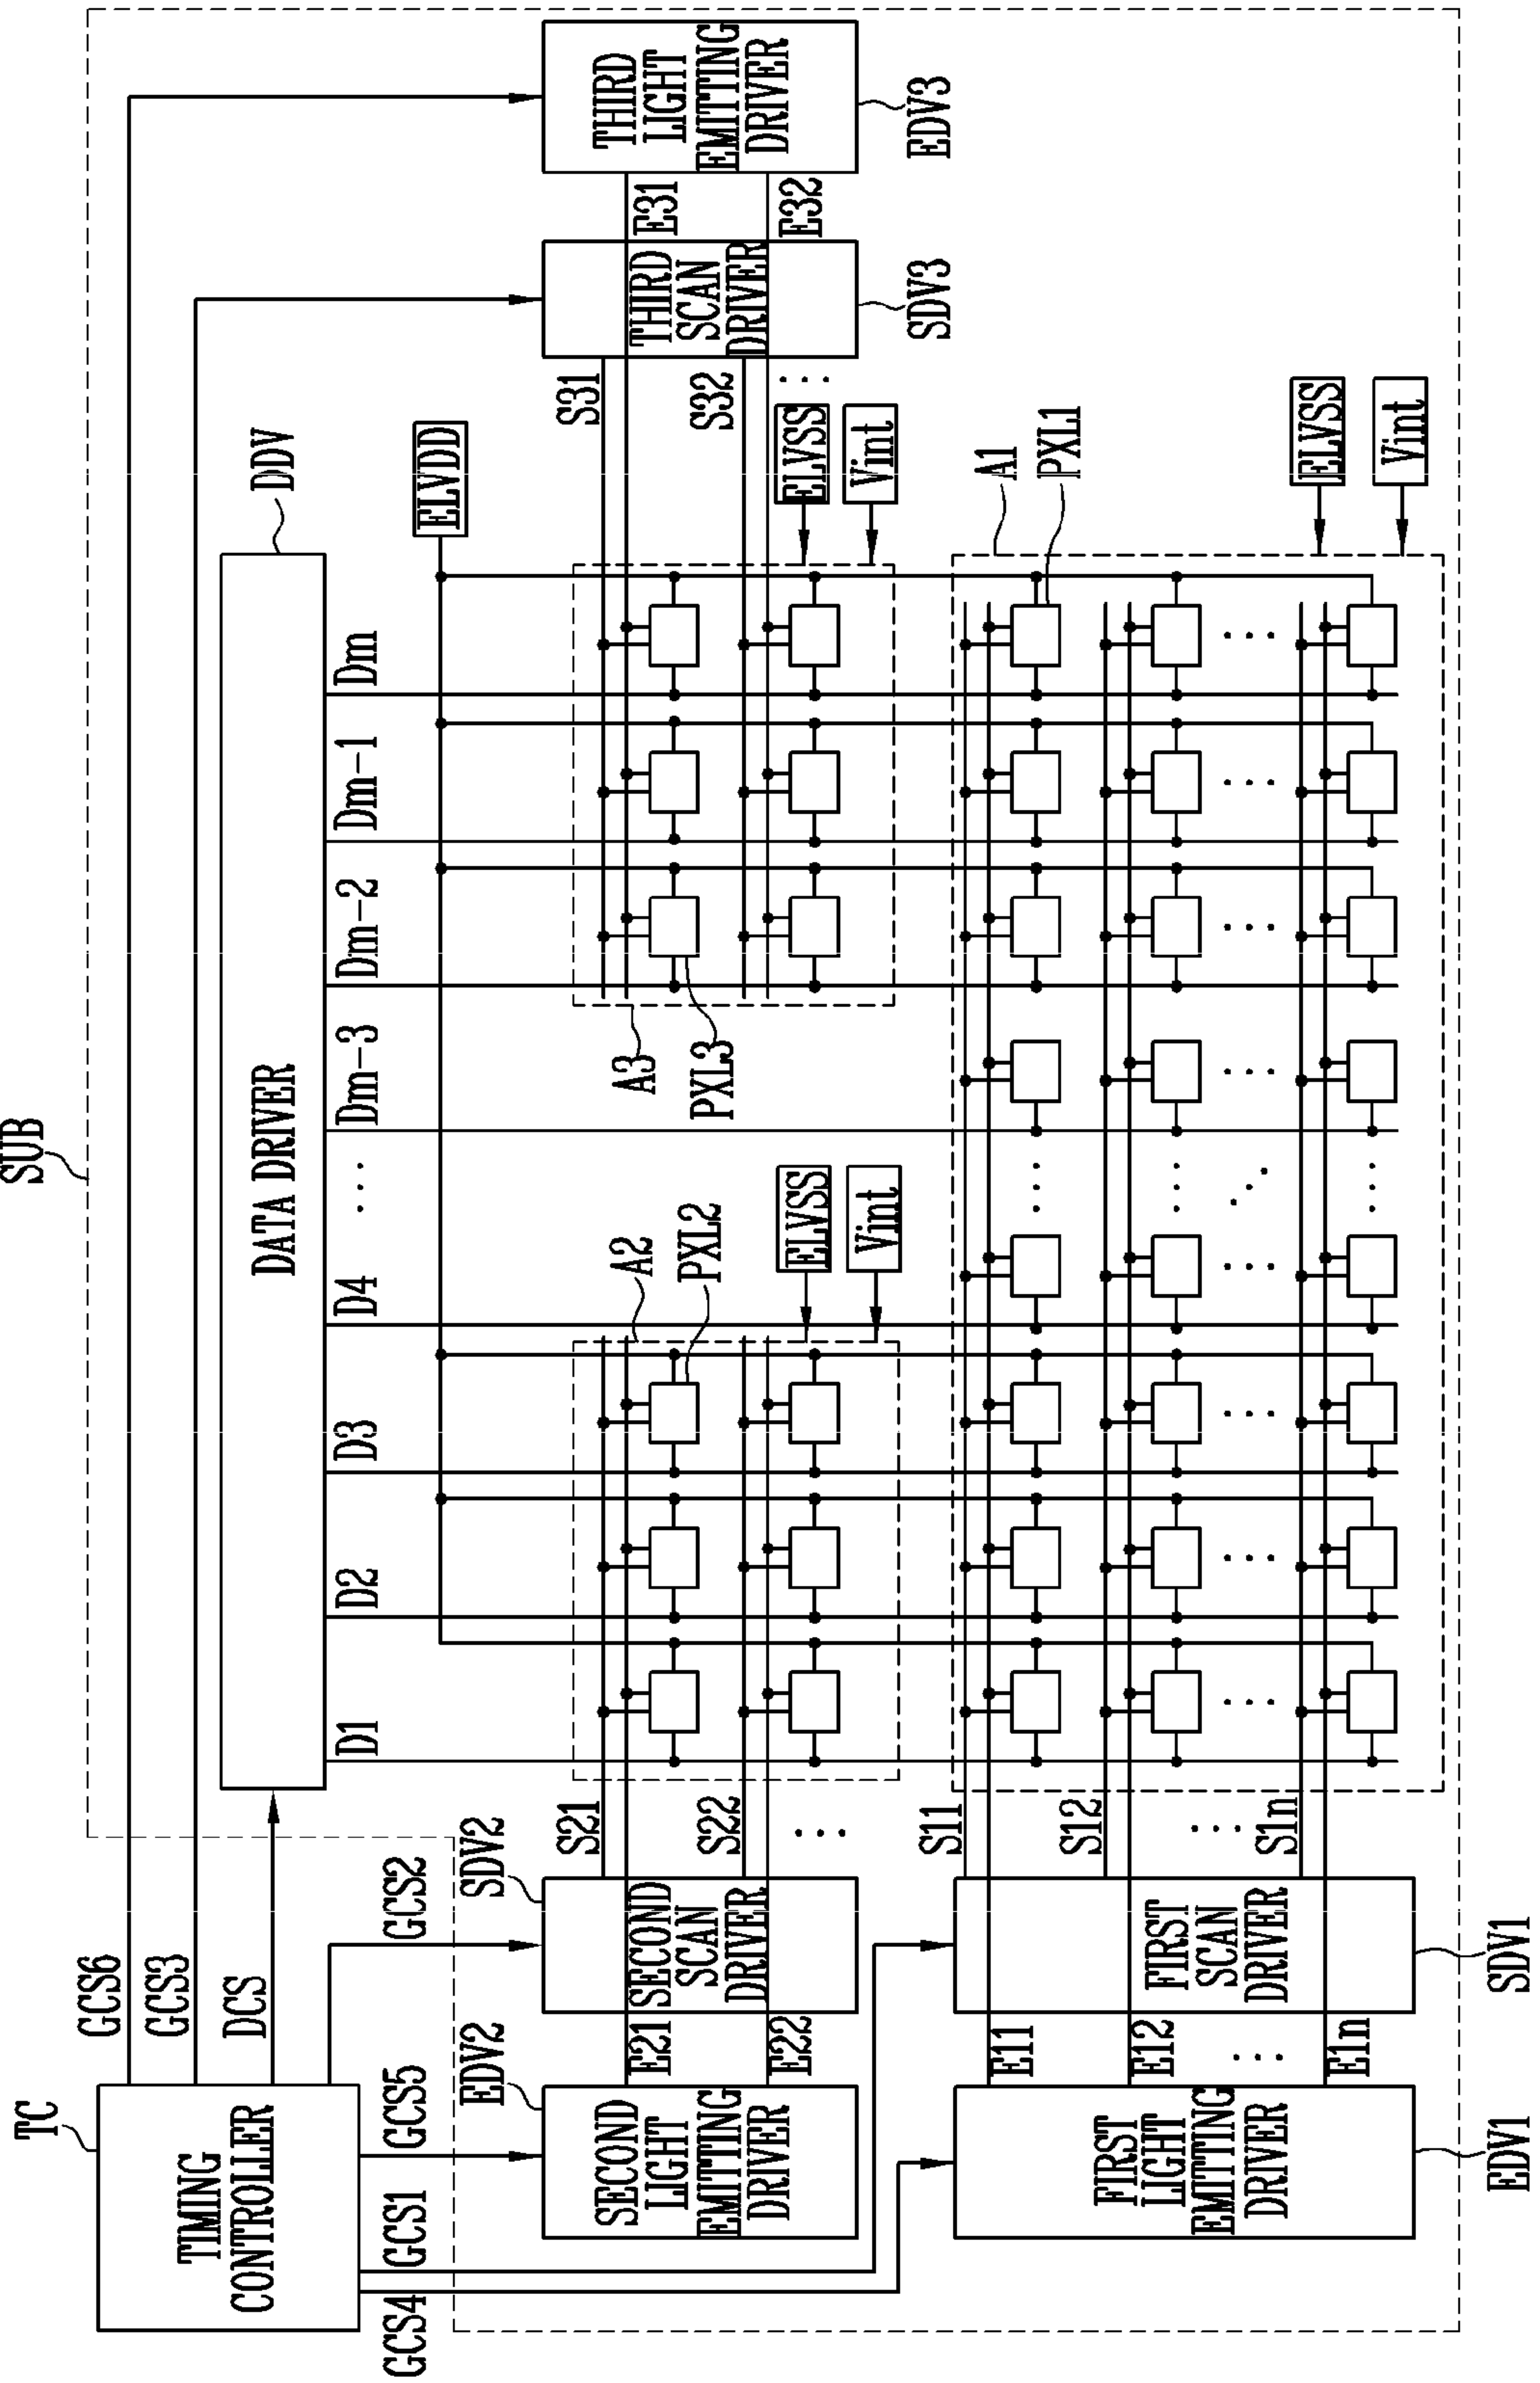 SUB
TC
TIMING
CONTROLLER
GCS6
GCS3
DCS
GCS2
GCS5
GCS1
GCS4
DATA DRIVER
DDV
D1
D2
D3
D4
...
Dm-3
Dm-2
Dm-1
Dm
ELVDD
EDV2
SECOND
LIGHT
EMITTING
DRIVER
E21
E22
SDV2
SECOND
SCAN
DRIVER
S21
S22
...
A2
PXL2
ELVSS
Vint
A3
PXL3
S31
S32
...
ELVSS
Vint
THIRD
SCAN
DRIVER
SDV3
E31
E32
THIRD
LIGHT
EMITTING
DRIVER
EDV3
FIRST
LIGHT
EMITTING
DRIVER
EDV1
E11
E12
...
E1n
FIRST
SCAN
DRIVER
SDV1
S11
S12
...
S1n
A1
PXL1
ELVSS
Vint